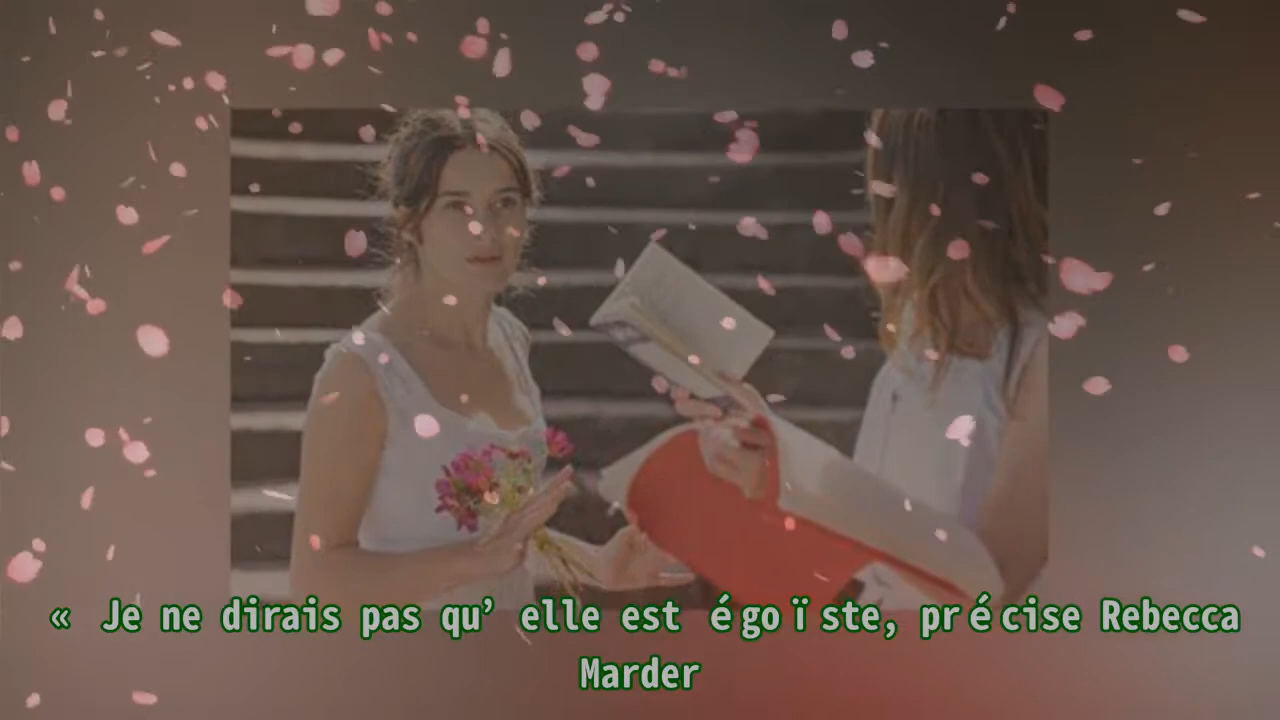 « Je ne dirais pas qu’ elle est égoïste, précise Rebecca
Marder